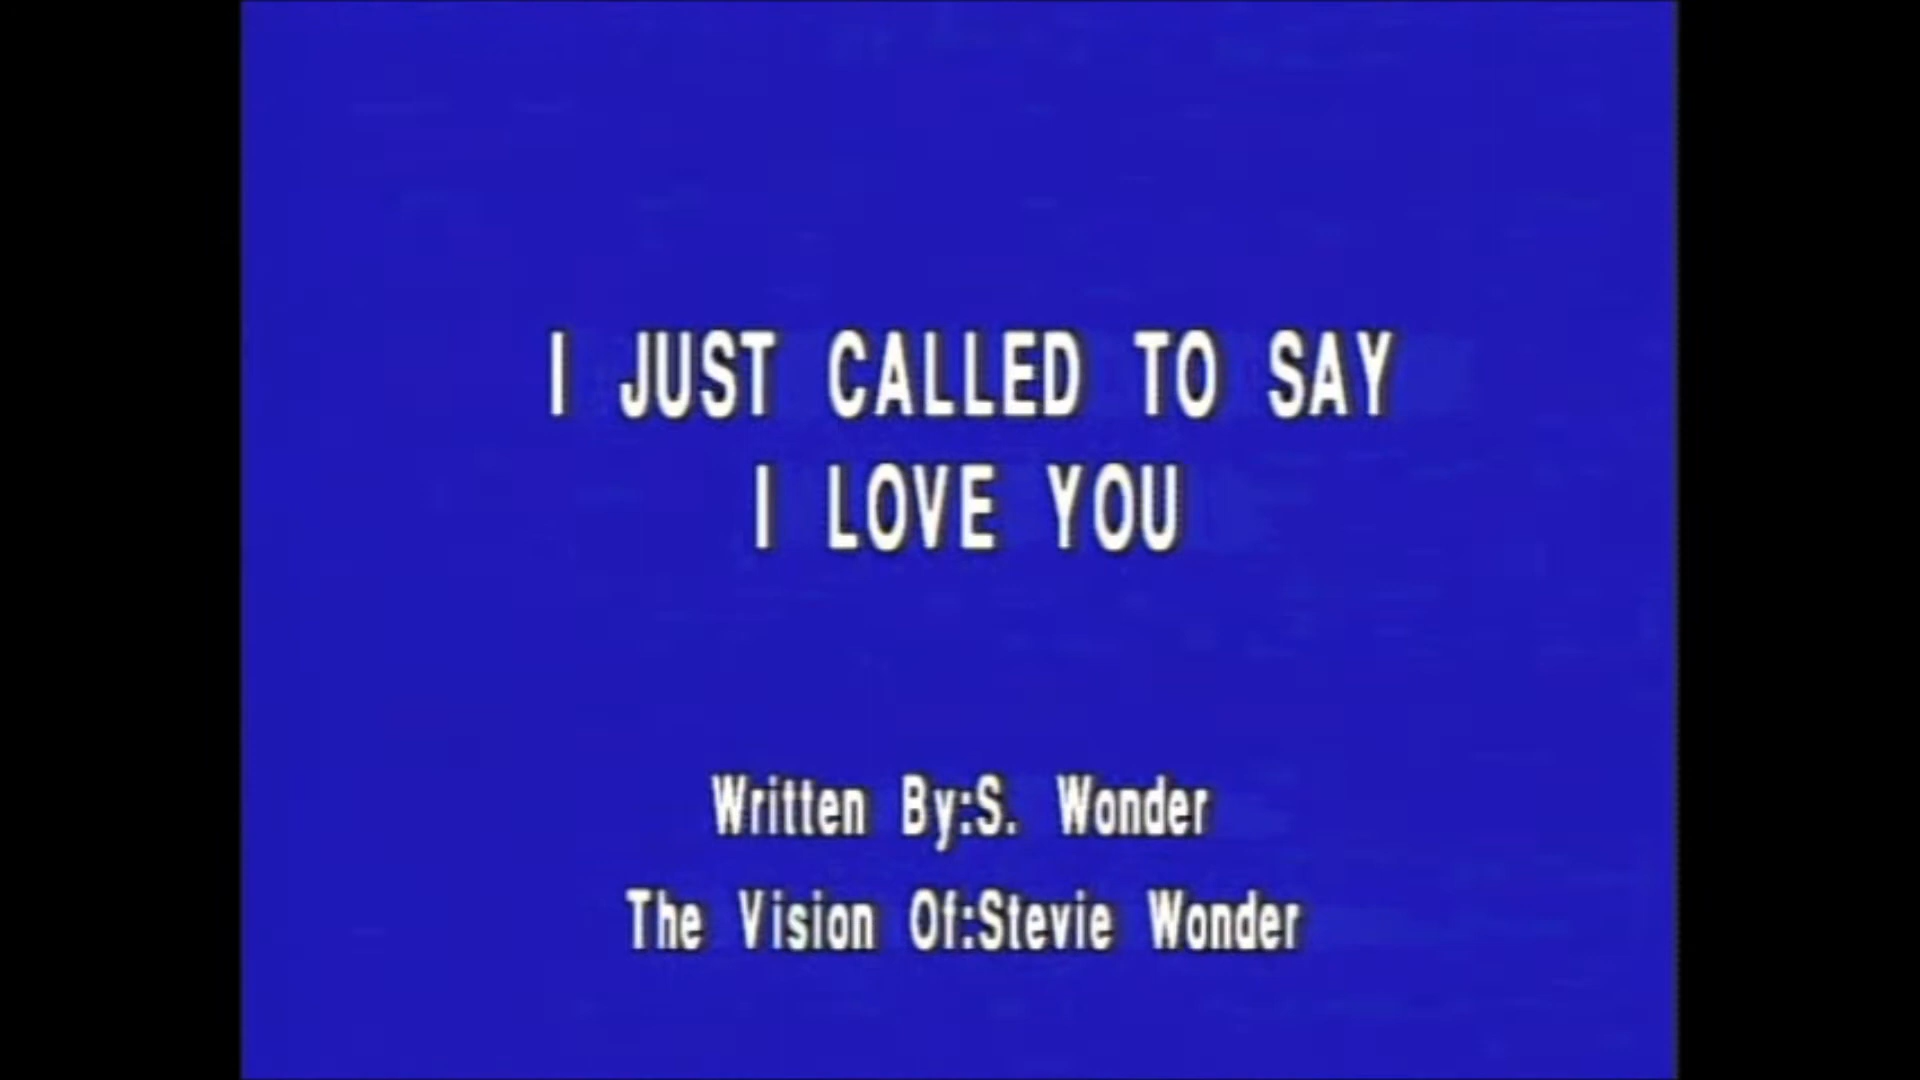 I JUST CALLED TO SAY
I LOVE YOU
Written By:S. Wonder
The Vision Of:Stevie Wonder